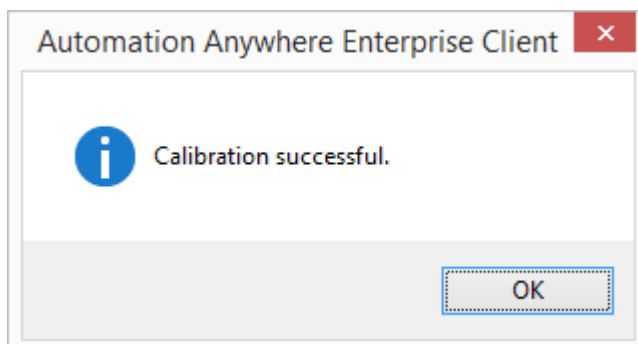 Automation Anywhere Enterprise Client
Calibration successful.
OK